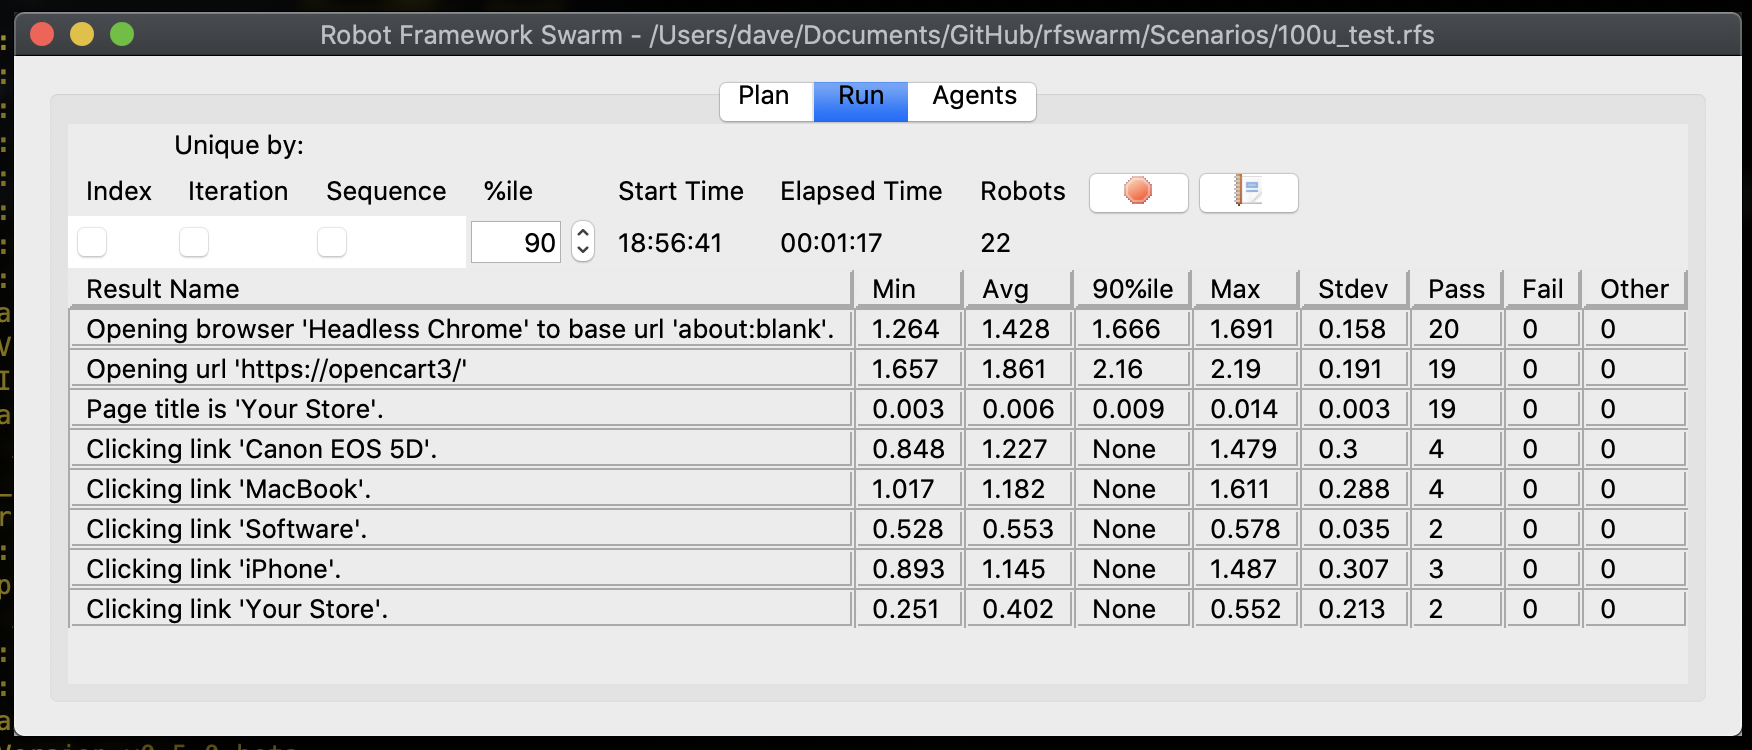 Robot Framework Swarm - /Users/dave/Documents/GitHub/rfswarm/Scenarios/100u_test.rfs
Plan Run Agents
Unique by:
Index Iteration Sequence %ile Start Time Elapsed Time Robots
90 18:56:41 00:01:17 22
Result Name Min Avg 90%ile Max Stdev Pass Fail Other
Opening browser 'Headless Chrome' to base url 'about:blank'. 1.264 1.428 1.666 1.691 0.158 20 0 0
Opening url 'https://opencart3/' 1.657 1.861 2.16 2.19 0.191 19 0 0
Page title is 'Your Store'. 0.003 0.006 0.009 0.014 0.003 19 0 0
Clicking link 'Canon EOS 5D'. 0.848 1.227 None 1.479 0.3 4 0 0
Clicking link 'MacBook'. 1.017 1.182 None 1.611 0.288 4 0 0
Clicking link 'Software'. 0.528 0.553 None 0.578 0.035 2 0 0
Clicking link 'iPhone'. 0.893 1.145 None 1.487 0.307 3 0 0
Clicking link 'Your Store'. 0.251 0.402 None 0.552 0.213 2 0 0